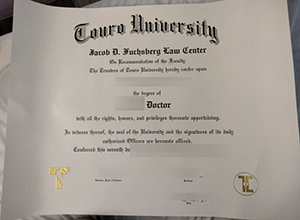 Touro University
Jacob D. Fuchsberg Law Center
On Recommendation of the Faculty
The Trustees of Touro University hereby confer upon
the degree of
Doctor
with all the rights, honors, and privileges thereunto appertaining.
In witness thereof, the seal of the University and the signatures of its duly
authorized Officers are hereunto affixed.
Conferred this seventh day